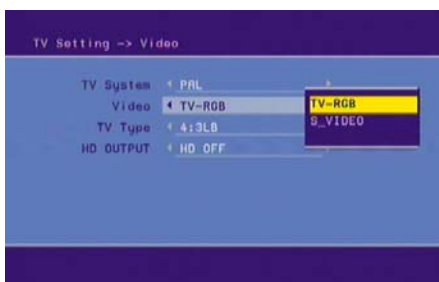 TV Setting -> Video
TV System PAL
Video TV-RGB
TV-RGB
S_VIDEO
TV Type 4:3LB
HD OUTPUT HD OFF